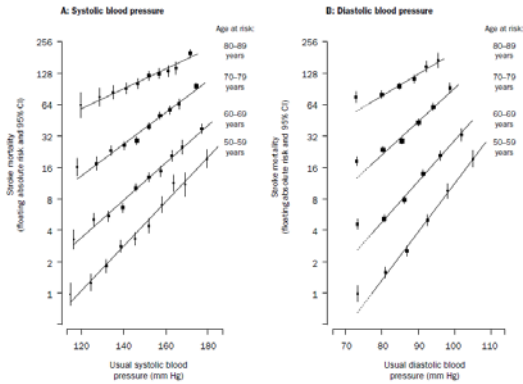 A: Systolic blood pressure
Age at risk:
80-89
years
70-79
years
60-69
years
50-59
years
256
128
64
32
16
8
4
2
1
Stroke mortality
(floating absolute risk and 95% CI)
120
140
160
180
Usual systolic blood
pressure (mm Hg)
B: Diastolic blood pressure
Age at risk:
80-89
years
70-79
years
60-69
years
50-59
years
256
128
64
32
16
8
4
2
1
Stroke mortality
(floating absolute risk and 95% CI)
70
80
90
100
110
Usual diastolic blood
pressure (mm Hg)